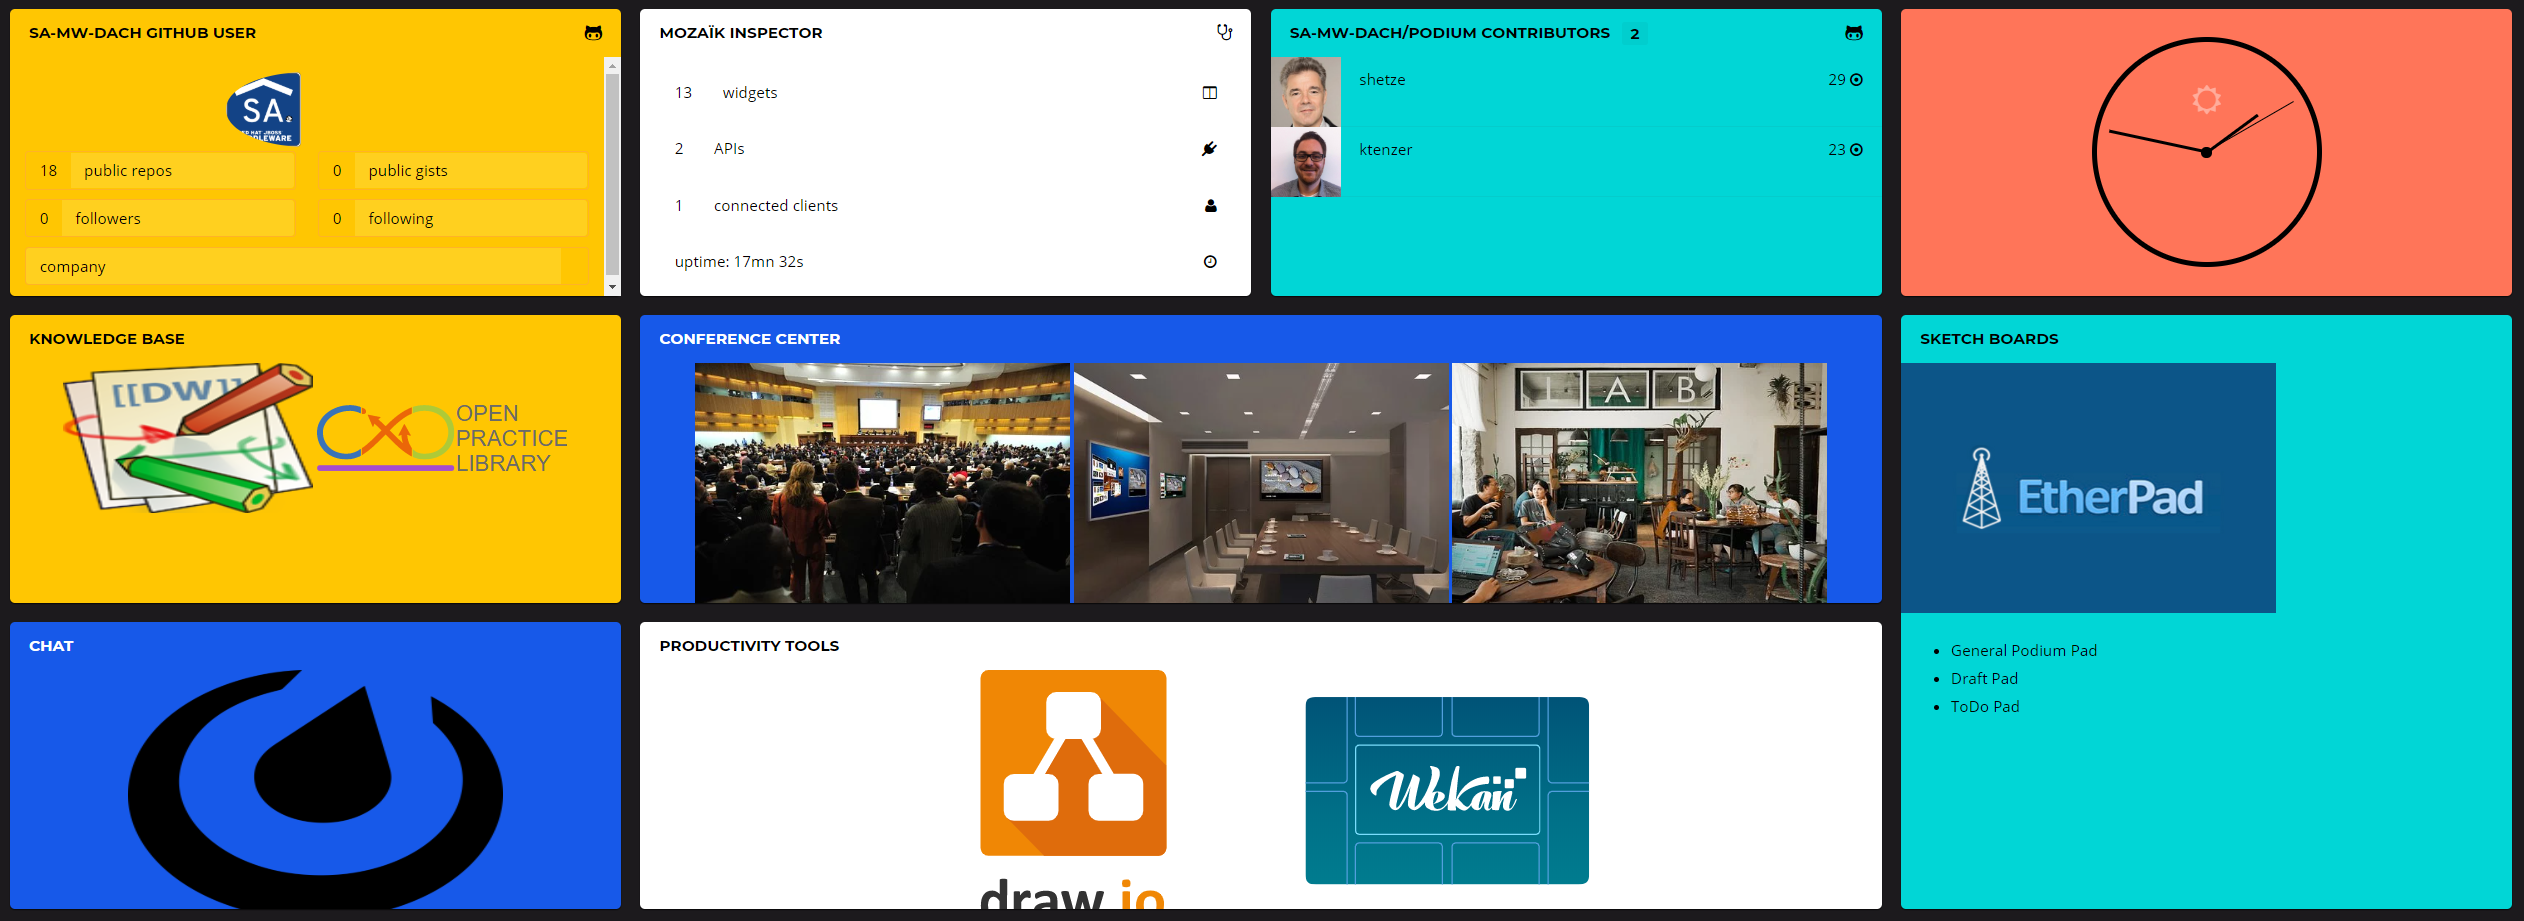 SA-MW-DACH GITHUB USER
SA.
RED HAT JBOSS
MIDDLEWARE
18 public repos
0 public gists
0 followers
0 following
company
MOZAÏK INSPECTOR
13 widgets
2 APIs
1 connected clients
uptime: 17mn 32s
SA-MW-DACH/PODIUM CONTRIBUTORS 2
shetze 29
ktenzer 23
KNOWLEDGE BASE
[[DW]]
OPEN
PRACTICE
LIBRARY
CONFERENCE CENTER
LAB
SKETCH BOARDS
EtherPad
General Podium Pad
Draft Pad
ToDo Pad
CHAT
PRODUCTIVITY TOOLS
draw.io
Wekan